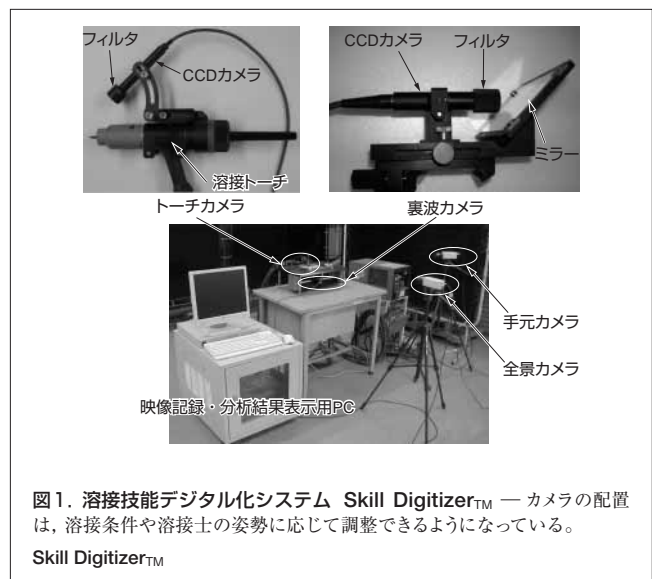 フィルタ
CCDカメラ
溶接トーチ
トーチカメラ
CCDカメラ フィルタ
ミラー
裏波カメラ
手元カメラ
全景カメラ
映像記録・分析結果表示用PC
図1. 溶接技能デジタル化システム Skill DigitizerTM — カメラの配置
は,溶接条件や溶接士の姿勢に応じて調整できるようになっている。
Skill DigitizerTM